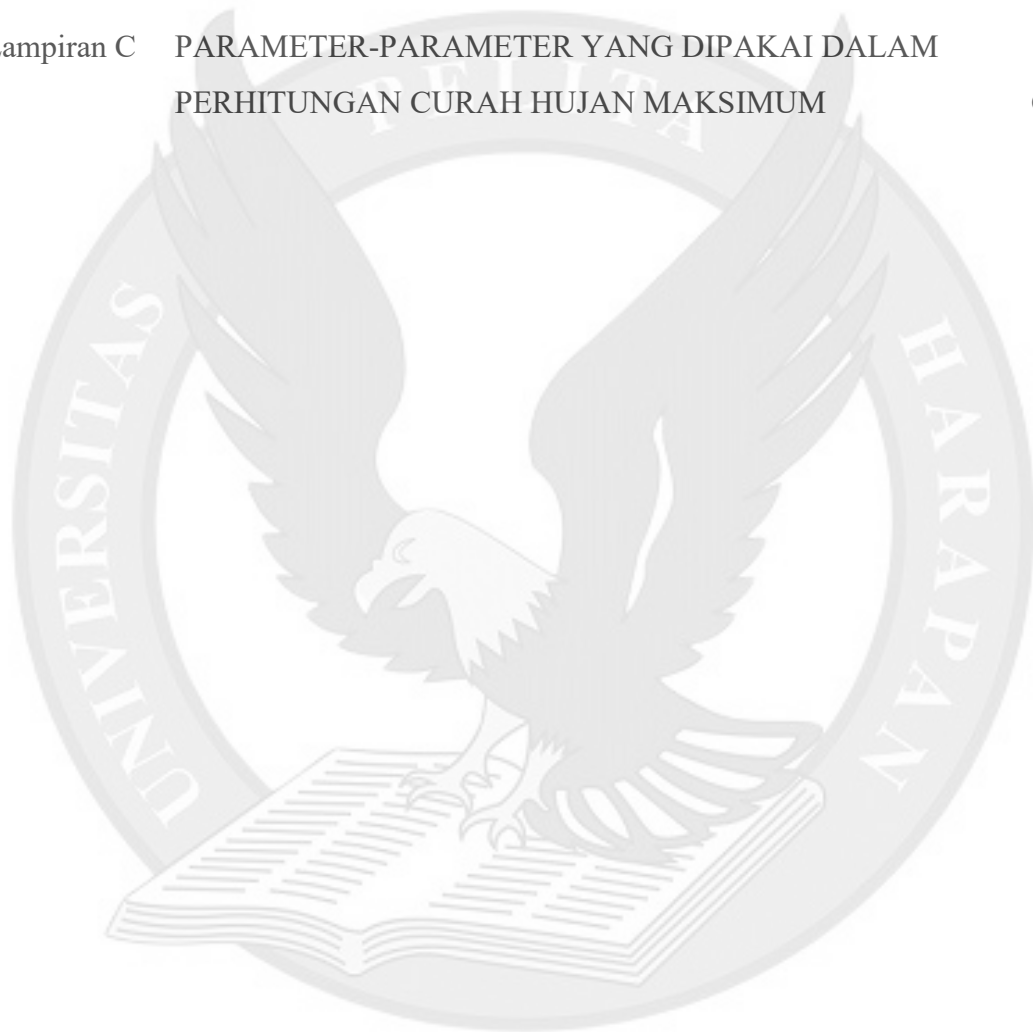 ampiran C PARAMETER-PARAMETER YANG DIPAKAI DALAM
PERHITUNGAN CURAH HUJAN MAKSIMUM
UNIVERSITAS PELITA HARAPAN